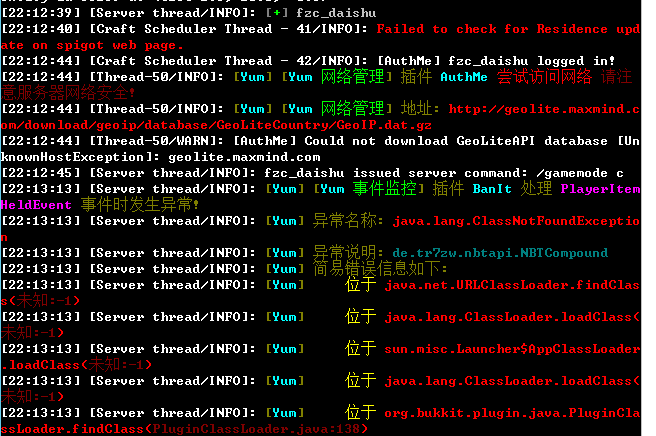 [22:12:39] [Server thread/INFO]: [+] fzc_daishu
[22:12:40] [Craft Scheduler Thread - 41/INFO]: Failed to check for Residence upd
ate on spigot web page.
[22:12:44] [Craft Scheduler Thread - 42/INFO]: [AuthMe] fzc_daishu logged in!
[22:12:44] [Thread-50/INFO]: [Yum] [Yum 网络管理] 插件 AuthMe 尝试访问网络 请注
意服务器网络安全!
[22:12:44] [Thread-50/INFO]: [Yum] [Yum 网络管理] 地址: http://geolite.maxmind.c
om/download/geoip/database/GeoLiteCountry/GeoIP.dat.gz
[22:12:44] [Thread-50/WARN]: [AuthMe] Could not download GeoLiteAPI database [Un
knownHostException]: geolite.maxmind.com
[22:12:45] [Server thread/INFO]: fzc_daishu issued server command: /gamemode c
[22:13:13] [Server thread/INFO]: [Yum] [Yum 事件监控] 插件 BanIt 处理 PlayerItem
HeldEvent 事件时发生异常!
[22:13:13] [Server thread/INFO]: [Yum] 异常名称: java.lang.ClassNotFoundExceptio
n
[22:13:13] [Server thread/INFO]: [Yum] 异常说明: de.tr7zw.nbtapi.NBTCompound
[22:13:13] [Server thread/INFO]: [Yum] 简易错误信息如下:
[22:13:13] [Server thread/INFO]: [Yum]     位于 java.net.URLClassLoader.findClas
s(未知:-1)
[22:13:13] [Server thread/INFO]: [Yum]     位于 java.lang.ClassLoader.loadClass(
未知:-1)
[22:13:13] [Server thread/INFO]: [Yum]     位于 sun.misc.Launcher$AppClassLoader
.loadClass(未知:-1)
[22:13:13] [Server thread/INFO]: [Yum]     位于 java.lang.ClassLoader.loadClass(
未知:-1)
[22:13:13] [Server thread/INFO]: [Yum]     位于 org.bukkit.plugin.java.PluginCla
ssLoader.findClass(PluginClassLoader.java:138)